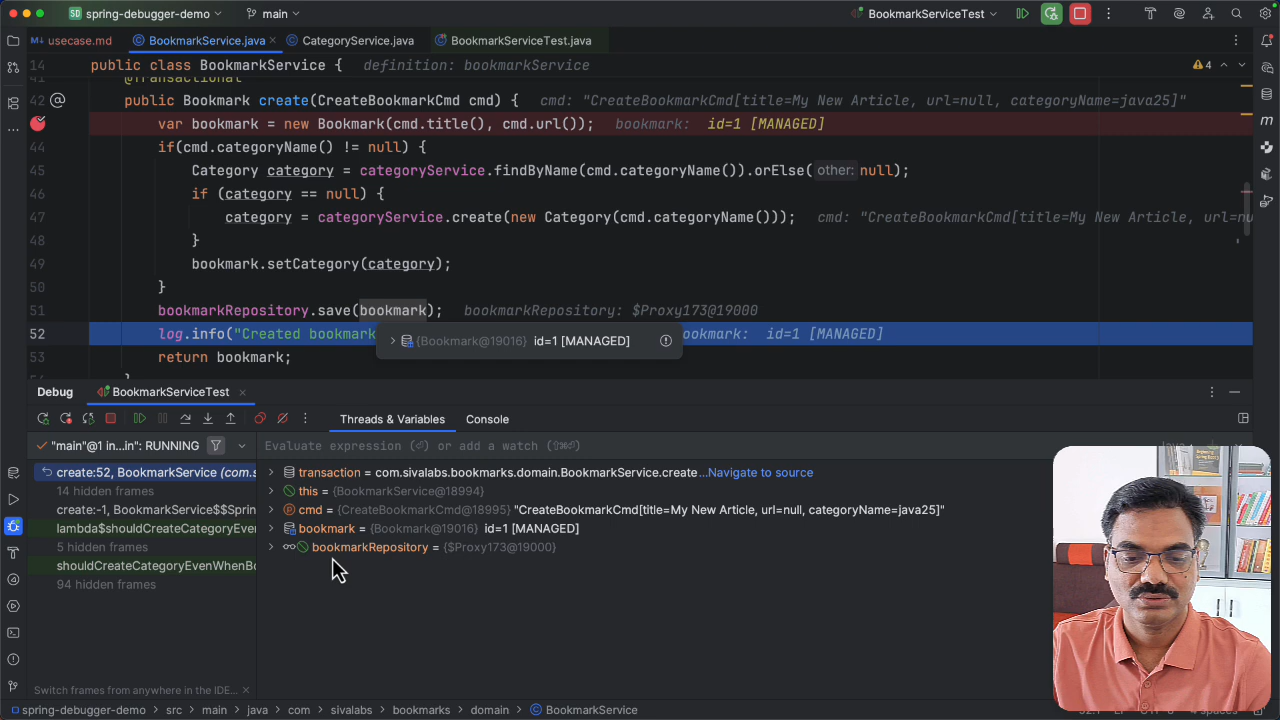 SD spring-debugger-demo main BookmarkServiceTest
usecase.md BookmarkService.java × CategoryService.java BookmarkServiceTest.java
14 public class BookmarkService { definition: bookmarkService 4
@Transactional
42 public Bookmark create(CreateBookmarkCmd cmd) { cmd: "CreateBookmarkCmd[title=My New Article, url=null, categoryName=java25]"
var bookmark = new Bookmark(cmd.title(), cmd.url()); bookmark: id=1 [MANAGED]
44 if(cmd.categoryName() != null) {
45 Category category = categoryService.findByName(cmd.categoryName()).orElse( other: null);
46 if (category == null) {
47 category = categoryService.create(new Category(cmd.categoryName())); cmd: "CreateBookmarkCmd[title=My New Article, url=nu
48 }
49 bookmark.setCategory(category);
50 }
51 bookmarkRepository.save(bookmark); bookmarkRepository: $Proxy173@19000
52 log.info("Created bookmark ookmark: id=1 [MANAGED]
{Bookmark@19016} id=1 [MANAGED]
53 return bookmark;
Debug BookmarkServiceTest ×
Threads & Variables Console
"main"@1 in...in": RUNNING Evaluate expression (⏎) or add a watch (⇧⌘⏎)
create:52, BookmarkService (com.s
14 hidden frames
create:-1, BookmarkService$$Spri
lambda$shouldCreateCategoryEven
5 hidden frames
shouldCreateCategoryEvenWhenBo
94 hidden frames
transaction = com.sivalabs.bookmarks.domain.BookmarkService.create ...Navigate to source
this = {BookmarkService@18994}
cmd = {CreateBookmarkCmd@18995} "CreateBookmarkCmd[title=My New Article, url=null, categoryName=java25]"
bookmark = {Bookmark@19016} id=1 [MANAGED]
bookmarkRepository = {$Proxy173@19000}
Switch frames from anywhere in the IDE... ×
spring-debugger-demo › src › main › java › com › sivalabs › bookmarks › domain › BookmarkService